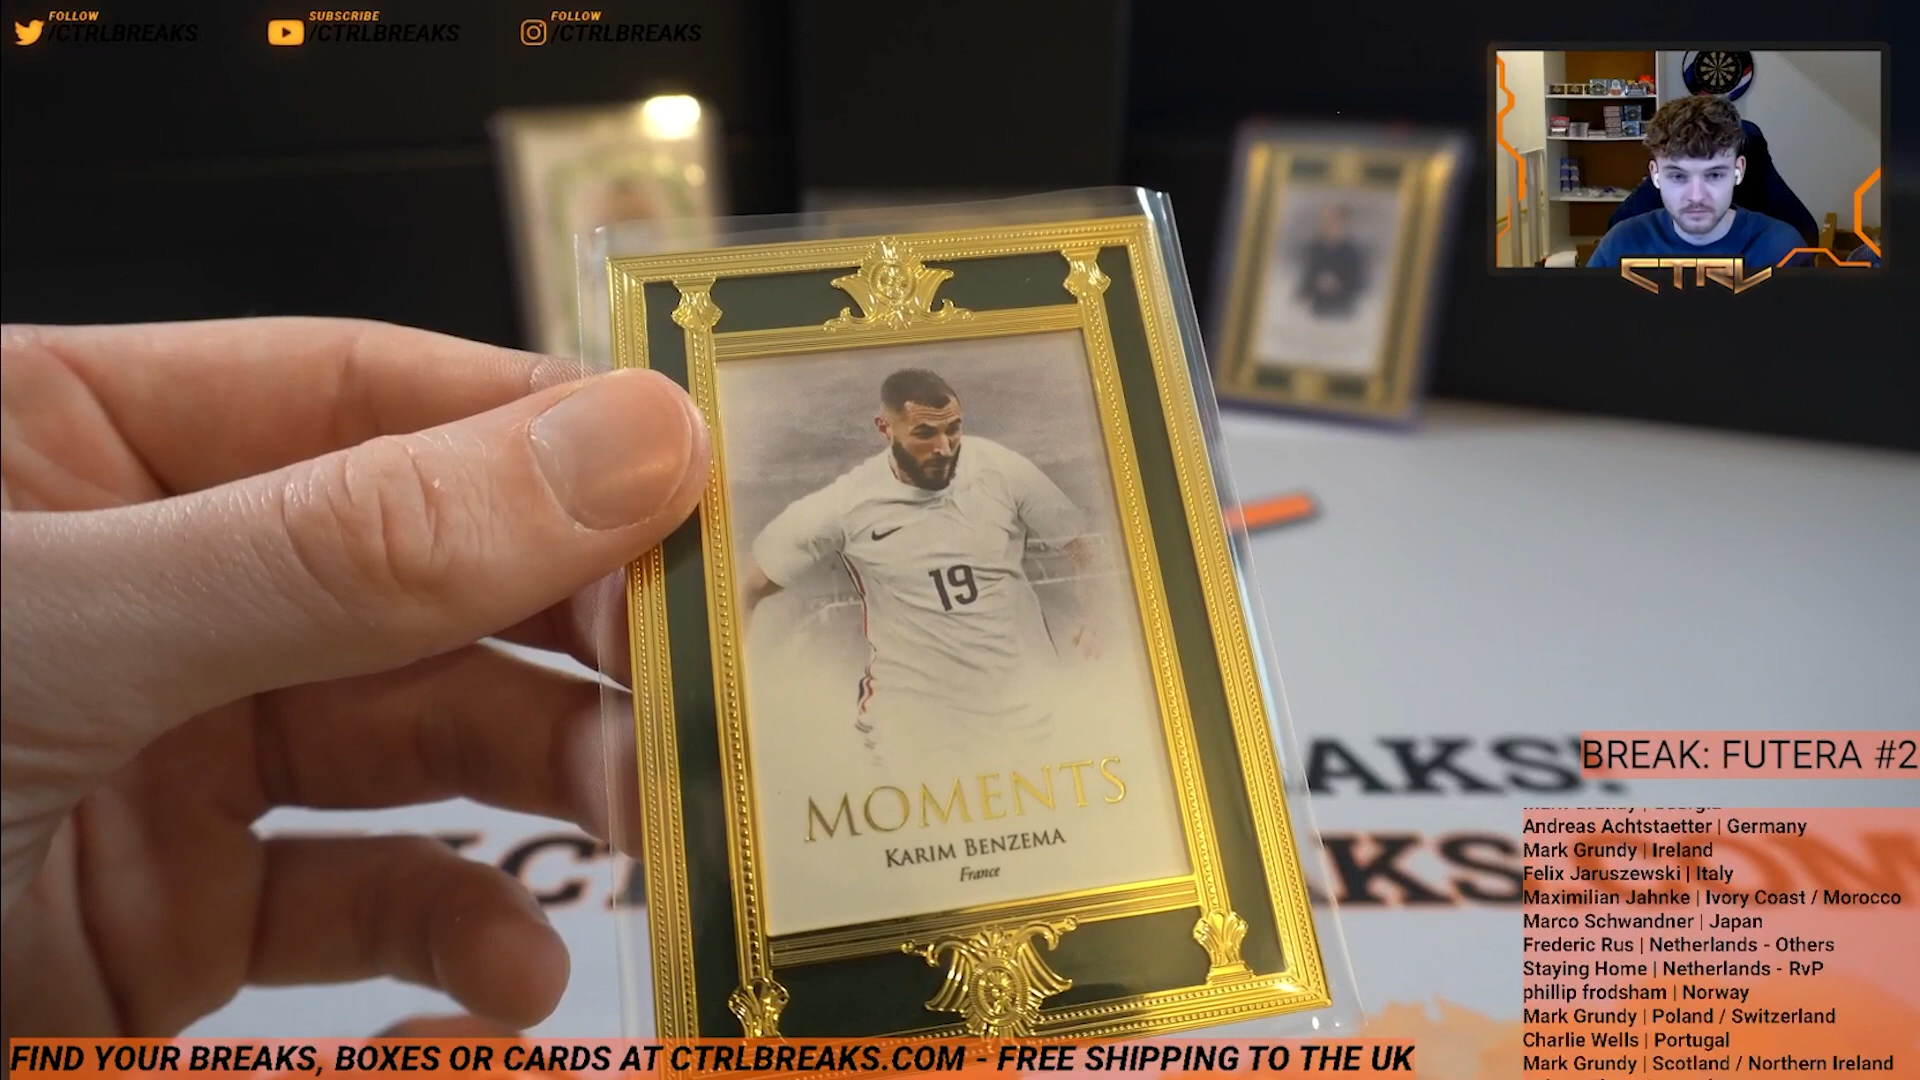 FOLLOW
/CTRLBREAKS
SUBSCRIBE
/CTRLBREAKS
FOLLOW
/CTRLBREAKS
CTRL
19
MOMENTS
KARIM BENZEMA
France
BREAK: FUTERA #2
Andreas Achtstaetter | Germany
Mark Grundy | Ireland
Felix Jaruszewski | Italy
Maximilian Jahnke | Ivory Coast / Morocco
Marco Schwandner | Japan
Frederic Rus | Netherlands - Others
Staying Home | Netherlands - RvP
phillip frodsham | Norway
Mark Grundy | Poland / Switzerland
Charlie Wells | Portugal
Mark Grundy | Scotland / Northern Ireland
FIND YOUR BREAKS, BOXES OR CARDS AT CTRLBREAKS.COM - FREE SHIPPING TO THE UK